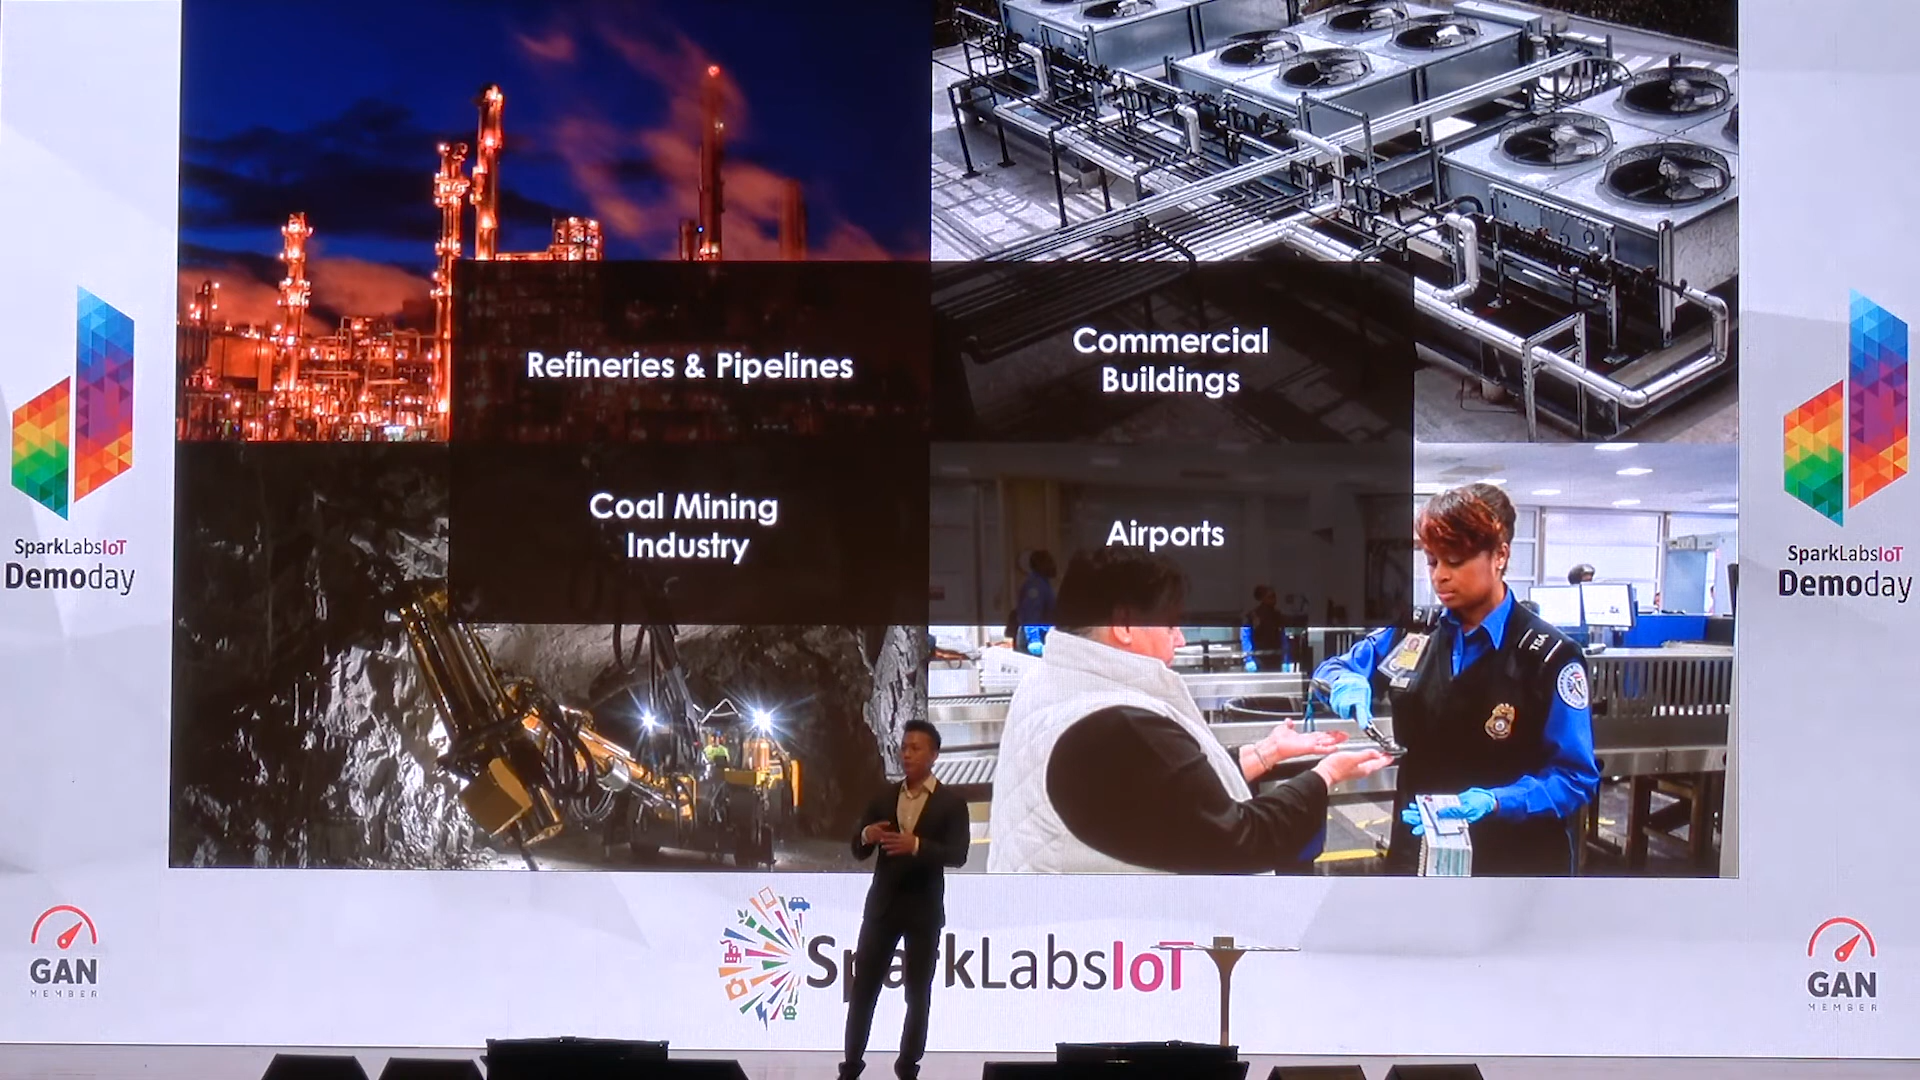 Refineries & Pipelines
Commercial
Buildings
Coal Mining
Industry
Airports
TSA
SparkLabsIoT
Demoday
SparkLabsIoT
Demoday
GAN
MEMBER
SparkLabsIoT
GAN
MEMBER